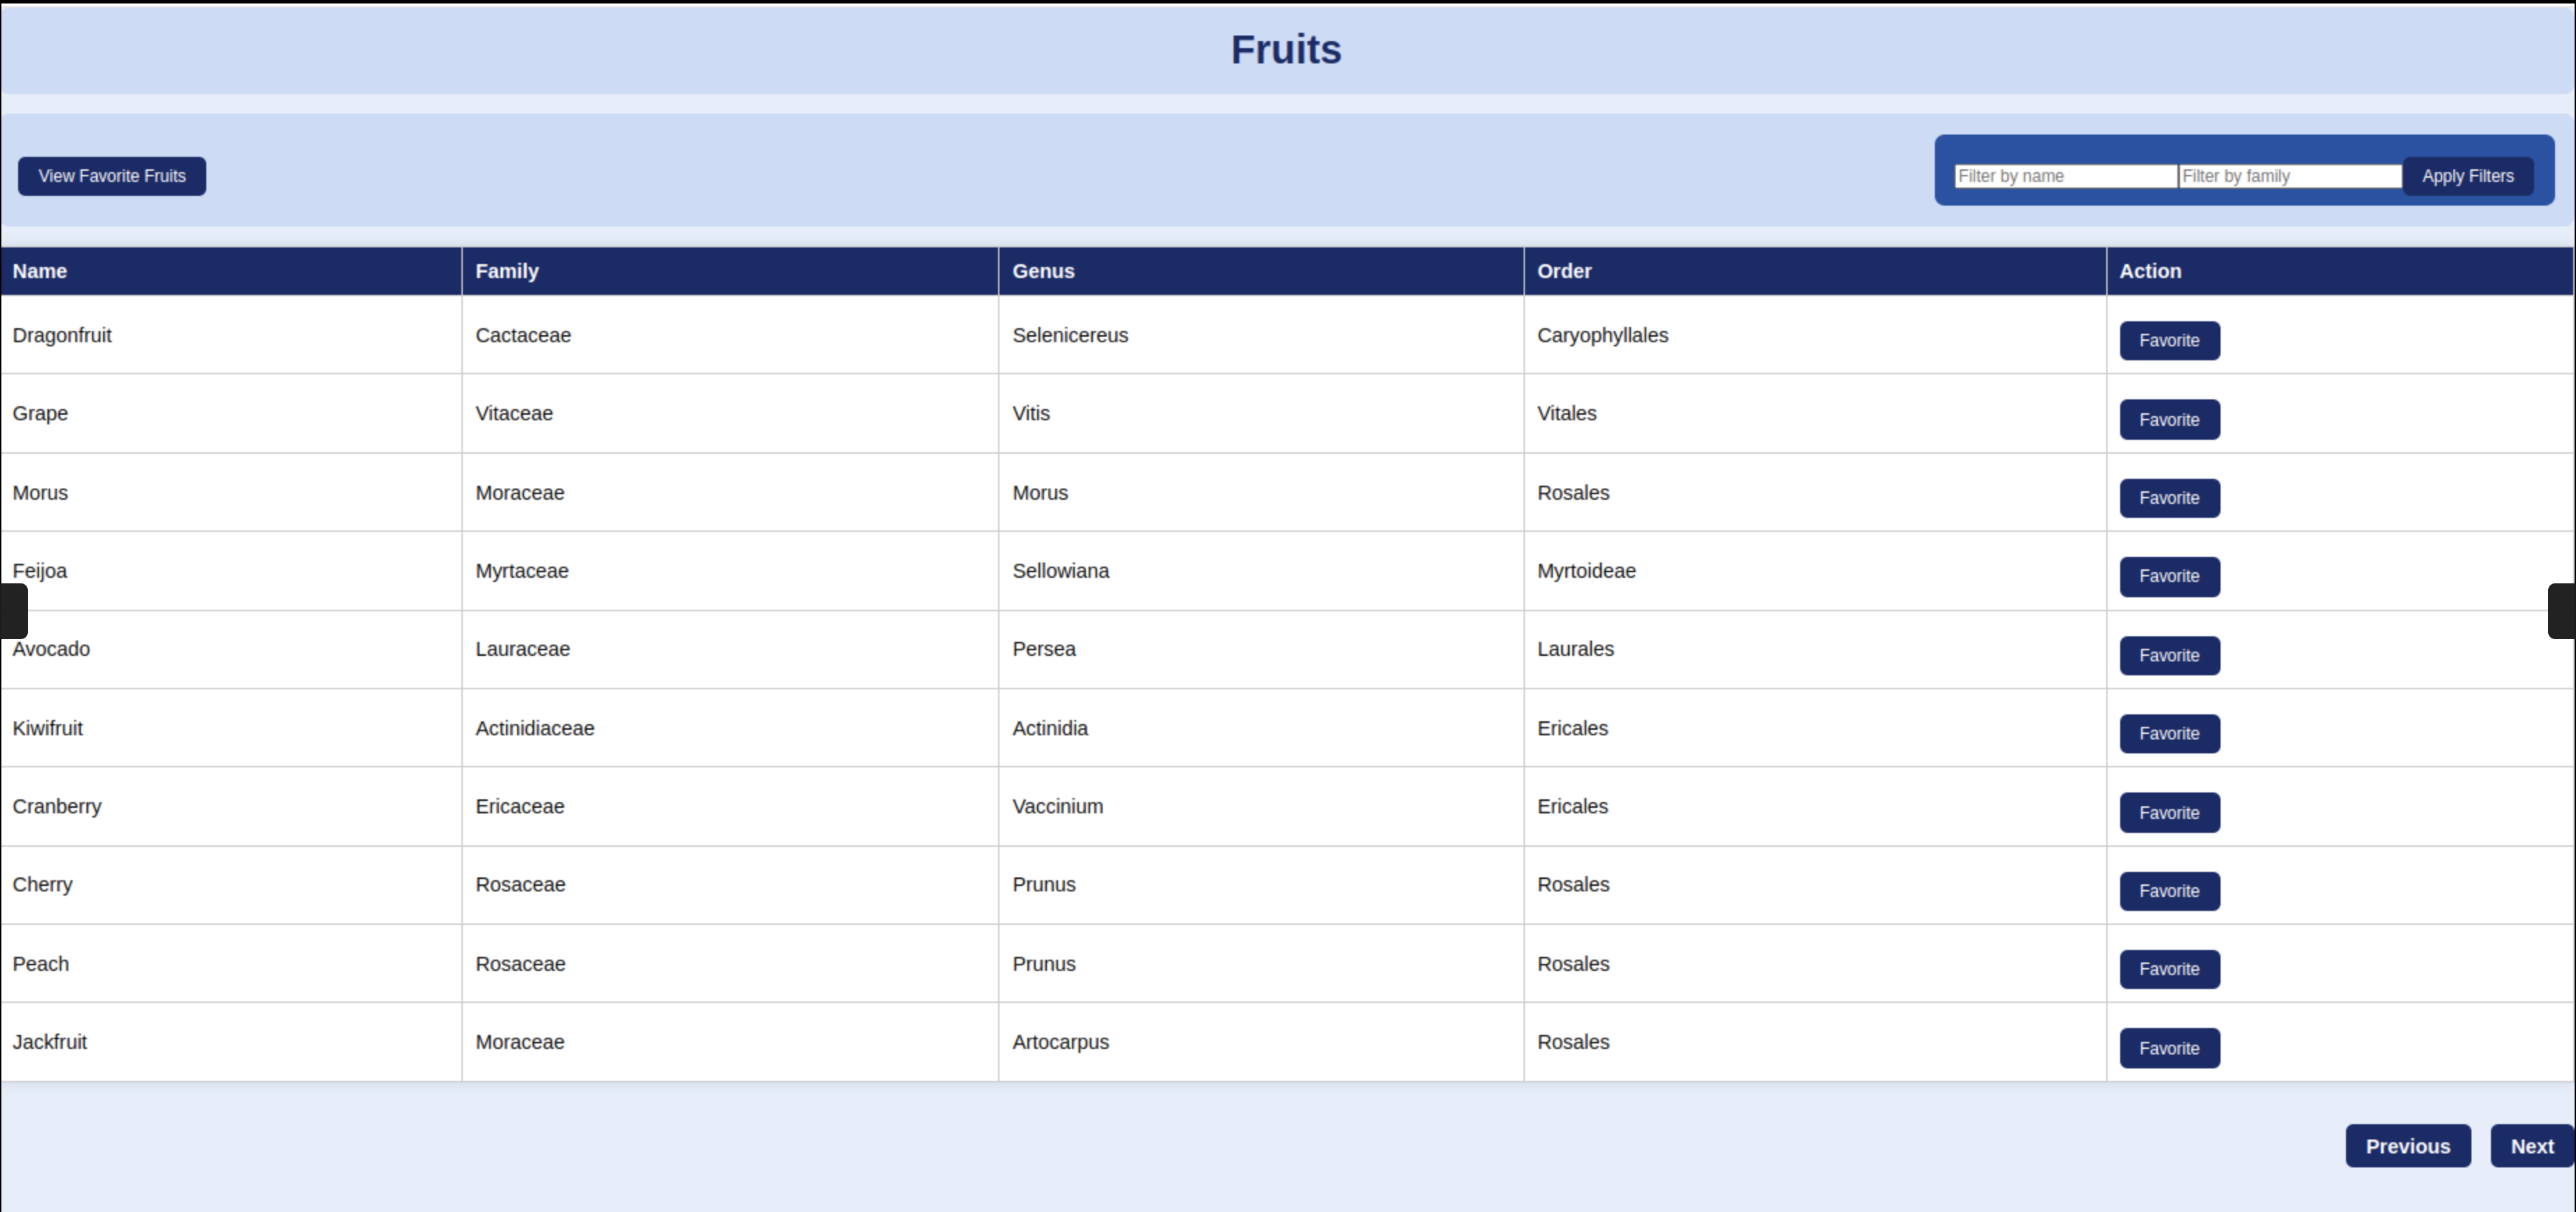 Fruits
View Favorite Fruits Filter by name Filter by family Apply Filters
Name Family Genus Order Action
Dragonfruit Cactaceae Selenicereus Caryophyllales Favorite
Grape Vitaceae Vitis Vitales Favorite
Morus Moraceae Morus Rosales Favorite
Feijoa Myrtaceae Sellowiana Myrtoideae Favorite
Avocado Lauraceae Persea Laurales Favorite
Kiwifruit Actinidiaceae Actinidia Ericales Favorite
Cranberry Ericaceae Vaccinium Ericales Favorite
Cherry Rosaceae Prunus Rosales Favorite
Peach Rosaceae Prunus Rosales Favorite
Jackfruit Moraceae Artocarpus Rosales Favorite
Previous Next